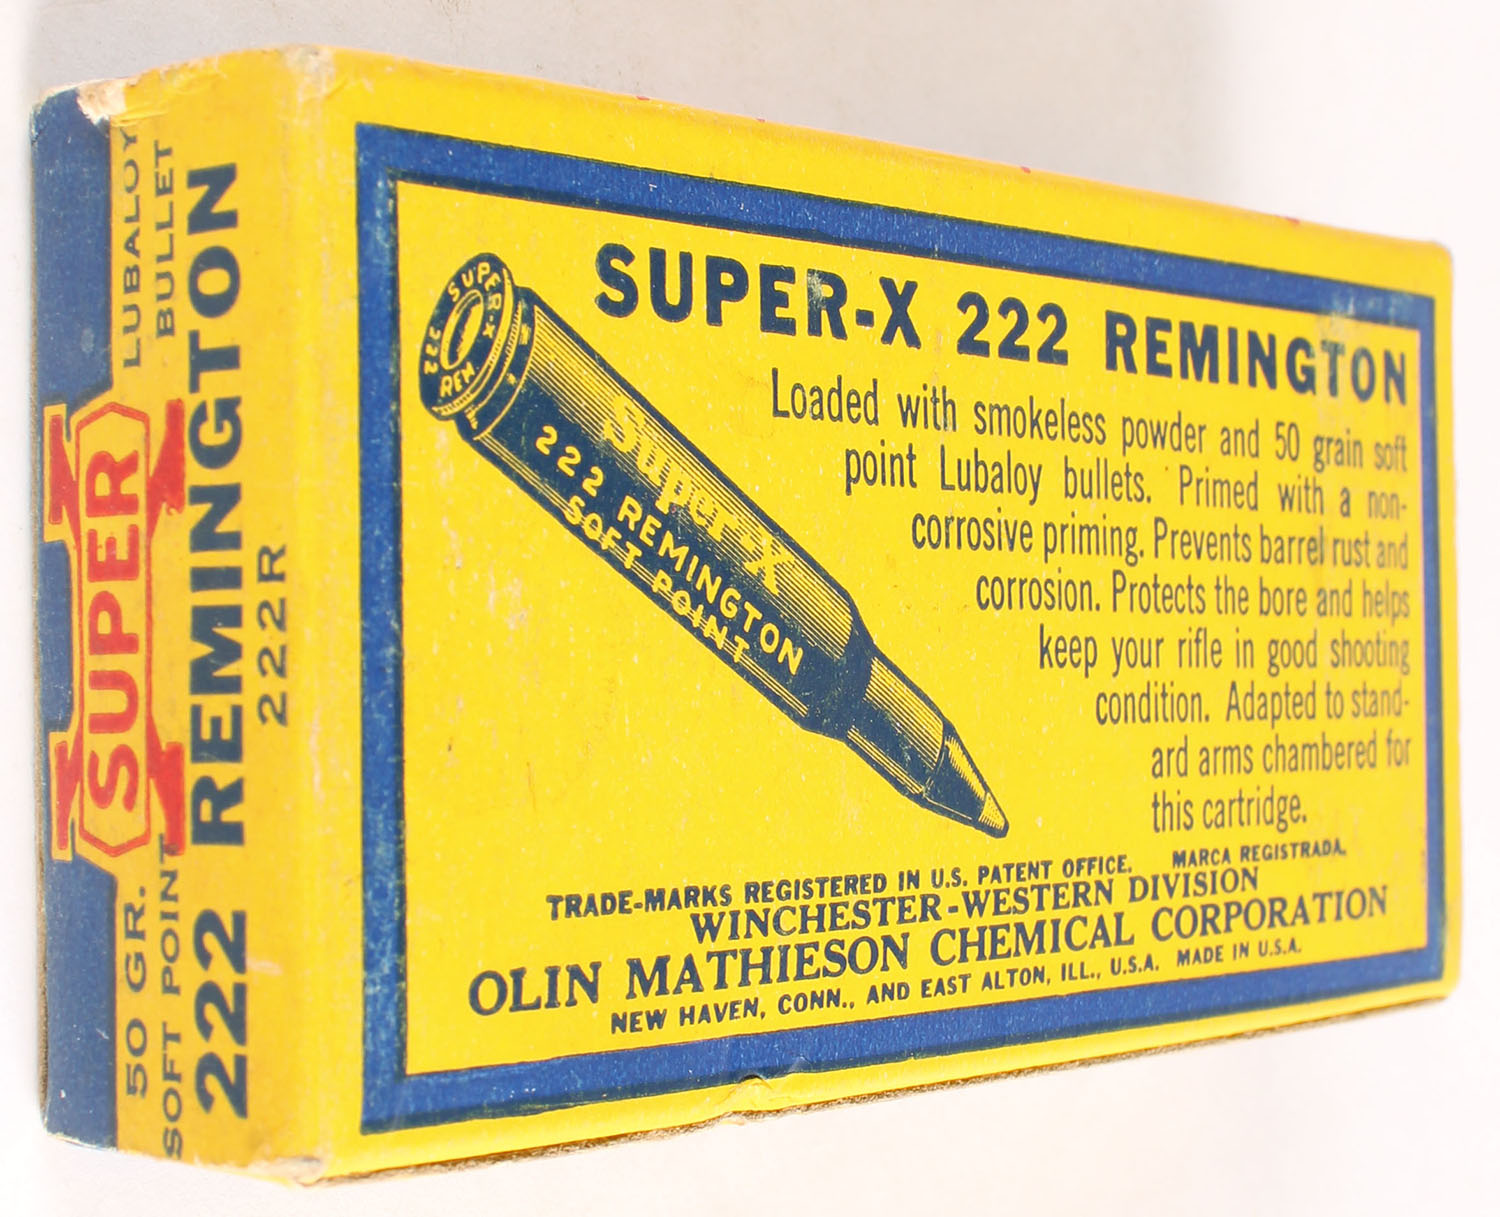 50 GR.
SOFT POINT
SUPER
X
LUBALOY
BULLET
222 REMINGTON
222R
SUPER-X 222 REMINGTON
SUPER-X
222
REM
Super-X
222 REMINGTON
SOFT POINT
Loaded with smokeless powder and 50 grain soft
point Lubaloy bullets. Primed with a non-
corrosive priming. Prevents barrel rust and
corrosion. Protects the bore and helps
keep your rifle in good shooting
condition. Adapted to stand-
ard arms chambered for
this cartridge.
TRADE-MARKS REGISTERED IN U.S. PATENT OFFICE. MARCA REGISTRADA.
WINCHESTER-WESTERN DIVISION
OLIN MATHIESON CHEMICAL CORPORATION
NEW HAVEN, CONN., AND EAST ALTON, ILL., U.S.A. MADE IN U.S.A.